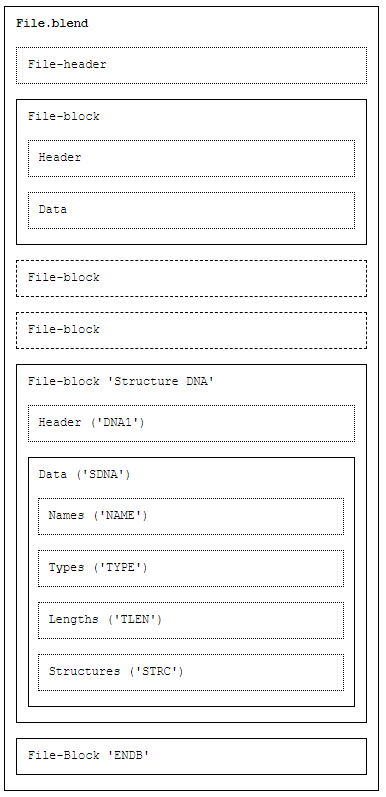 File.blend
File-header
File-block
Header
Data
File-block
File-block
File-block 'Structure DNA'
Header ('DNA1')
Data ('SDNA')
Names ('NAME')
Types ('TYPE')
Lengths ('TLEN')
Structures ('STRC')
File-Block 'ENDB'